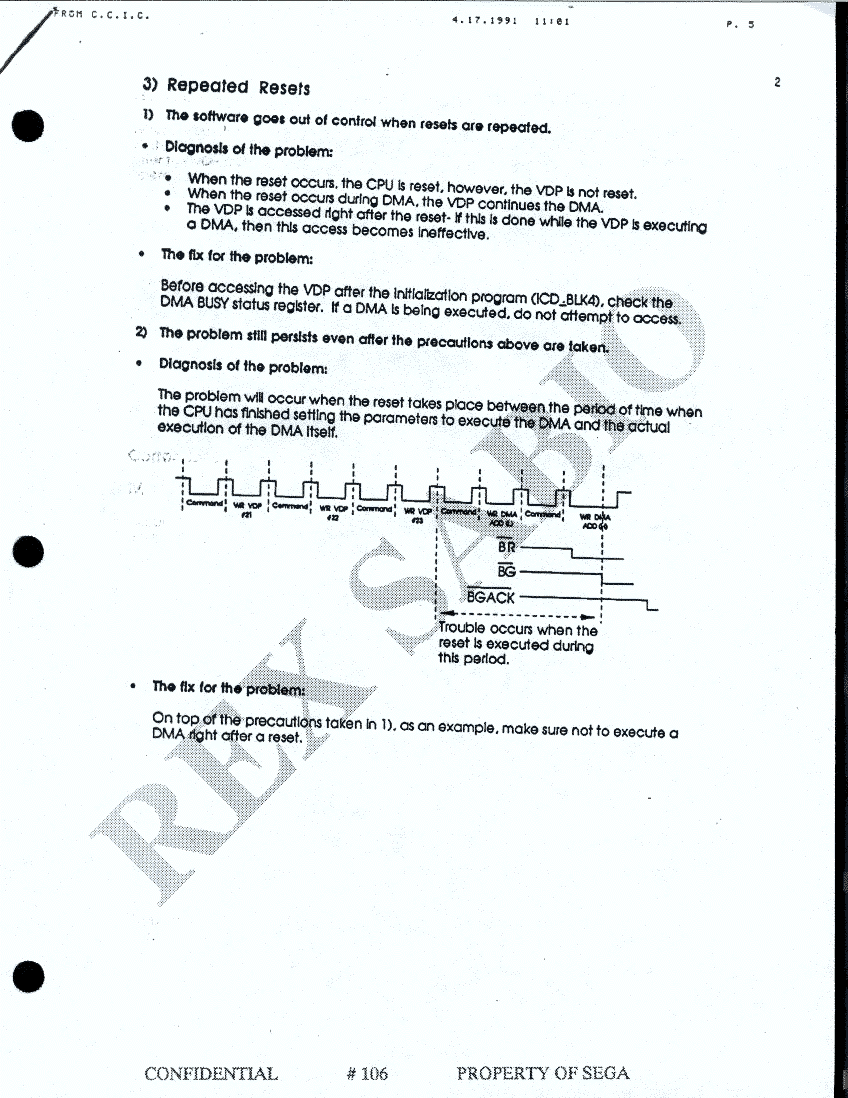 FROM C.C.I.C.
4.17.1991 11:01
P. 5
2
3) Repeated Resets
1) The software goes out of control when resets are repeated.
• Diagnosis of the problem:
• When the reset occurs, the CPU is reset, however, the VDP is not reset.
• When the reset occurs during DMA, the VDP continues the DMA.
• The VDP is accessed right after the reset- If this is done while the VDP is executing
a DMA, then this access becomes ineffective.
• The fix for the problem:
Before accessing the VDP after the initialization program (ICD_BLK4), check the
DMA BUSY status register. If a DMA is being executed, do not attempt to access.
2) The problem still persists even after the precautions above are taken.
• Diagnosis of the problem:
The problem will occur when the reset takes place between the period of time when
the CPU has finished setting the parameters to execute the DMA and the actual
execution of the DMA itself.
Command
WR VDP
#21
Command
WR VDP
#22
Command
WR VDP
#23
Command
WR DMA
ADD
Command
WR DMA
ADD
BR
BG
BGACK
Trouble occurs when the
reset is executed during
this period.
• The fix for the problem:
On top of the precautions taken in 1), as an example, make sure not to execute a
DMA right after a reset.
REX SABIO
CONFIDENTIAL # 106 PROPERTY OF SEGA